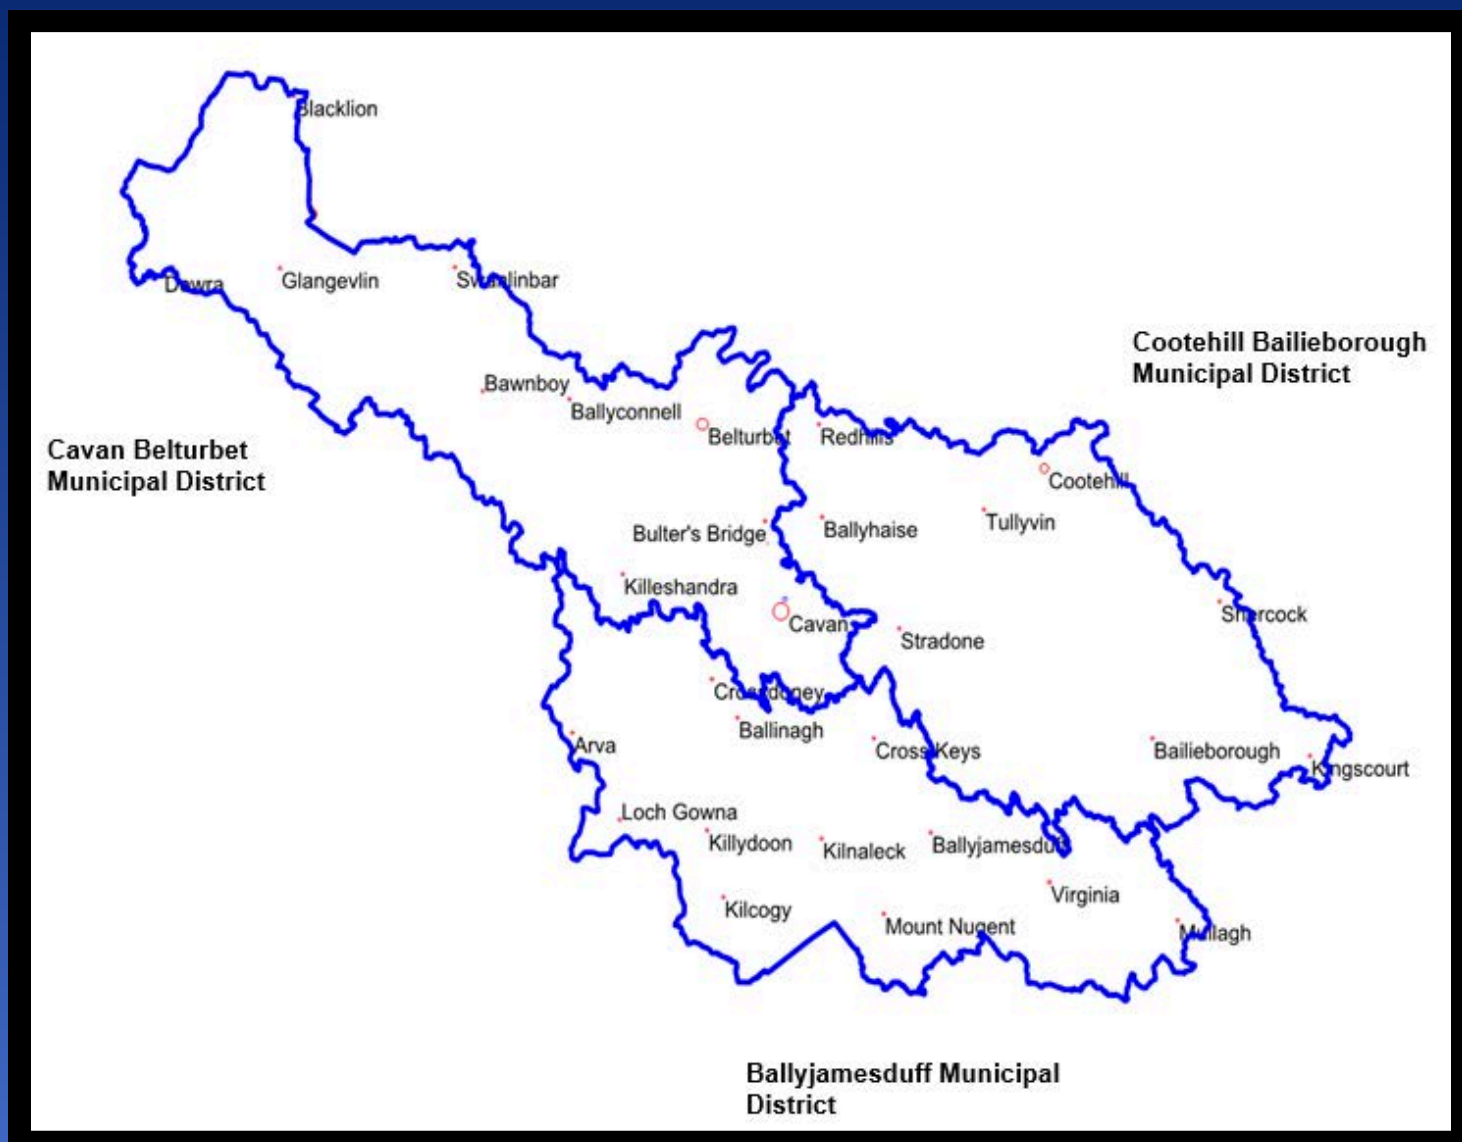 Blacklion
Dowra
Glangevlin
Swanlinbar
Cootehill Bailieborough
Municipal District
Bawnboy
Ballyconnell
Belturbet
Redhills
Cavan Belturbet
Municipal District
Cootehill
Bulter's Bridge
Ballyhaise
Tullyvin
Killeshandra
Cavan
Stradone
Shercock
Crossdoney
Ballinagh
Arva
Cross Keys
Bailieborough
Kingscourt
Loch Gowna
Killydoon
Kilnaleck
Ballyjamesduff
Virginia
Kilcogy
Mount Nugent
Mullagh
Ballyjamesduff Municipal
District